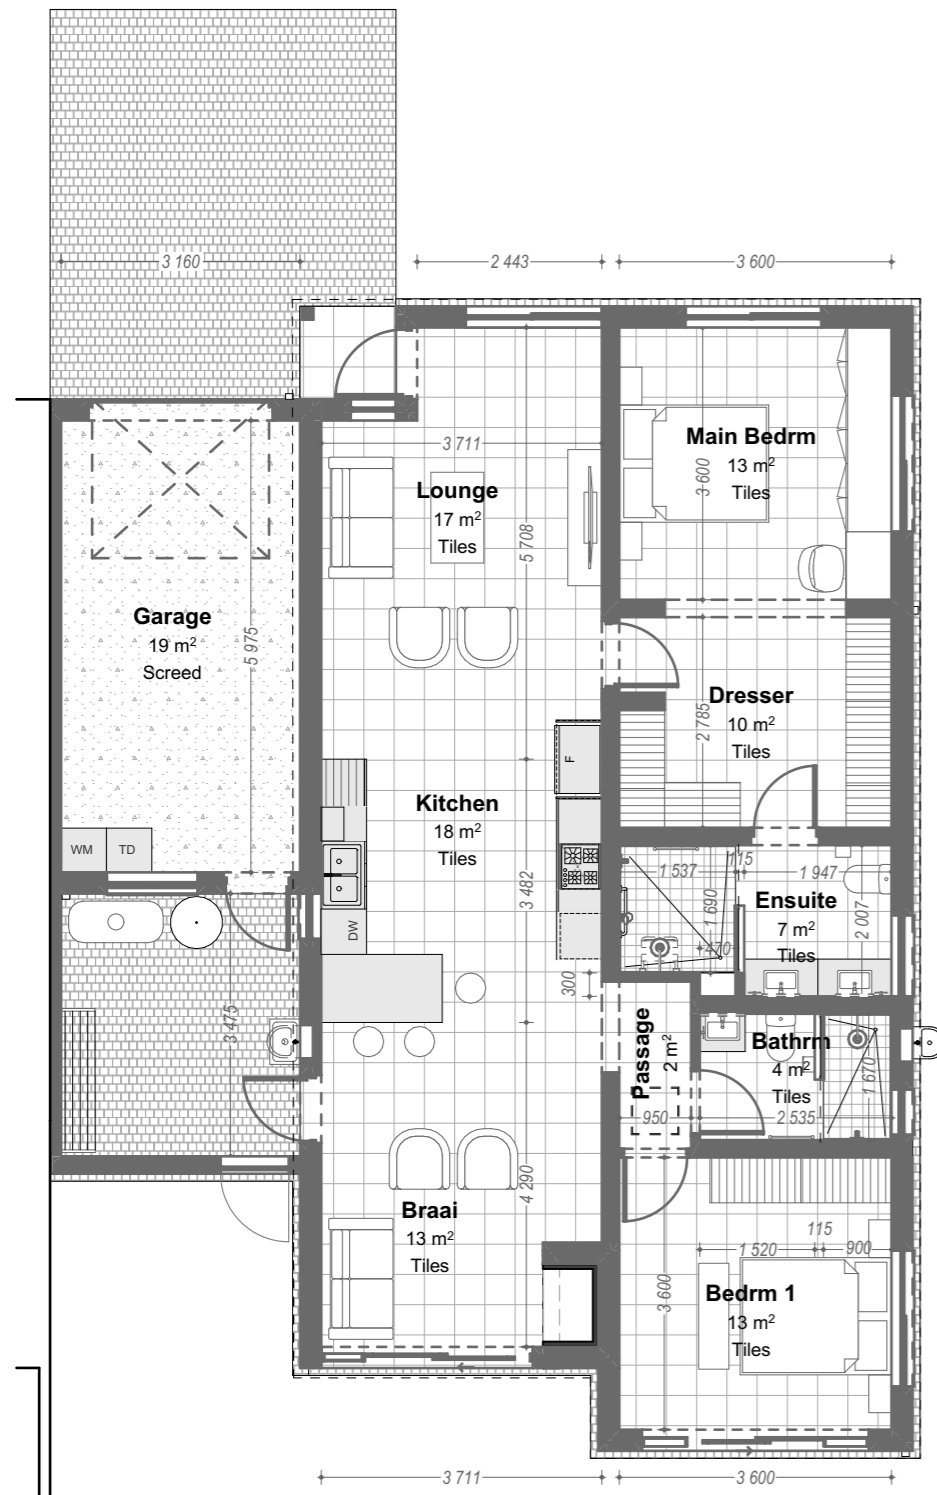 3 160
2 443
3 600
3 711
Lounge
17 m²
Tiles
5 708
Main Bedrm
13 m²
Tiles
3 600
Garage
19 m²
Screed
5 975
Dresser
10 m²
Tiles
2 785
F
Kitchen
18 m²
Tiles
3 482
WM
TD
DW
1 537
115
1 947
1 690
470
Ensuite
7 m²
Tiles
2 007
300
3 475
Passage
2 m²
950
Bathrm
4 m²
Tiles
1 670
2 535
Braai
13 m²
Tiles
4 290
115
1 520
900
3 600
Bedrm 1
13 m²
Tiles
3 711
3 600